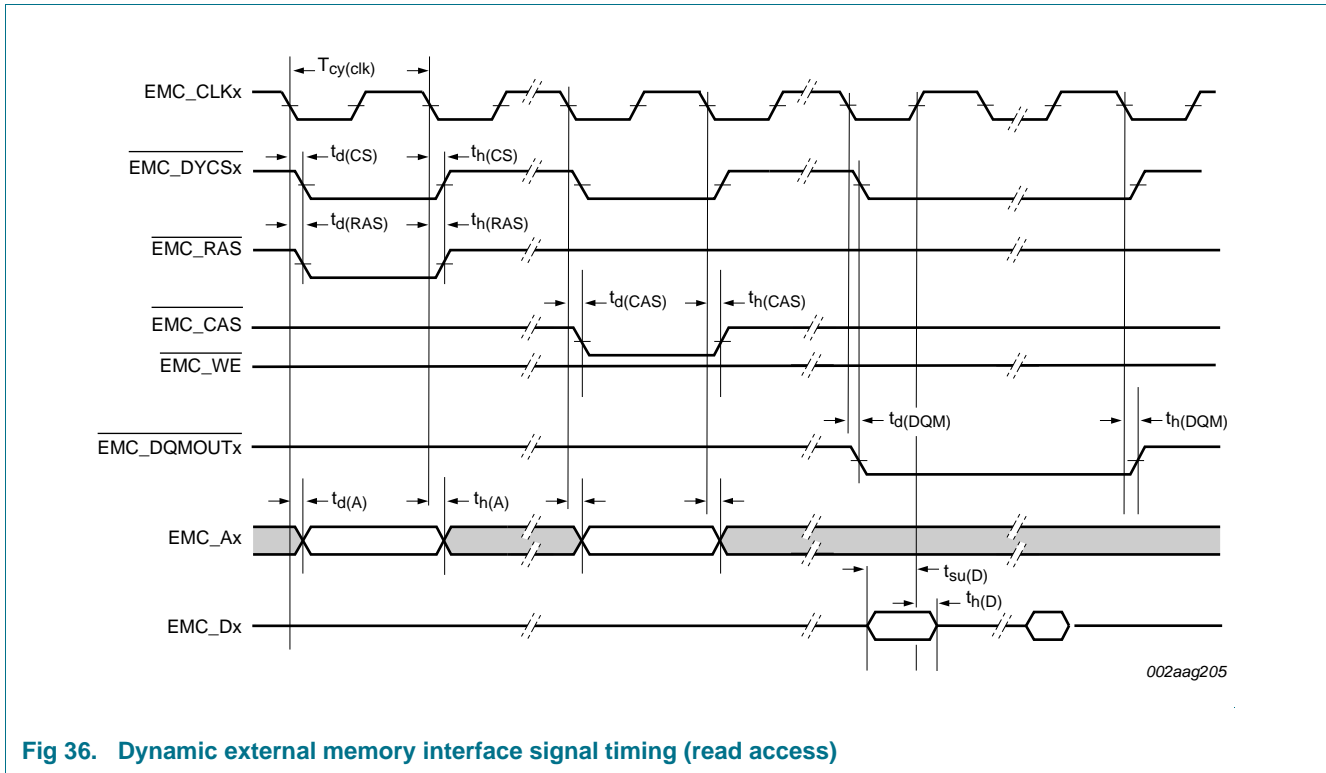 Tcy(clk)
EMC_CLKx
td(CS) th(CS)
EMC_DYCSx
td(RAS) th(RAS)
EMC_RAS
td(CAS) th(CAS)
EMC_CAS
EMC_WE
td(DQM) th(DQM)
EMC_DQMOUTx
td(A) th(A)
EMC_Ax
tsu(D)
th(D)
EMC_Dx
002aag205
Fig 36. Dynamic external memory interface signal timing (read access)